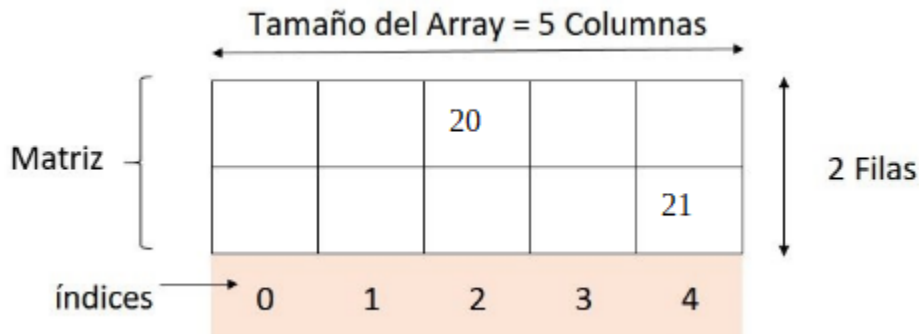 Tamaño del Array = 5 Columnas
20
Matriz
2 Filas
21
índices 0 1 2 3 4